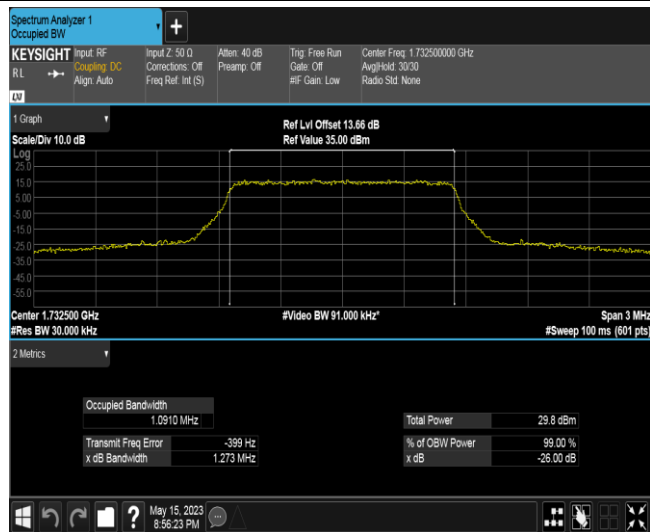 Spectrum Analyzer 1
Occupied BW
KEYSIGHT
RL
LXI
Input: RF
Coupling: DC
Align: Auto
Input Z: 50 Ω
Corrections: Off
Freq Ref: Int (S)
Atten: 40 dB
Preamp: Off
Trig: Free Run
Gate: Off
#IF Gain: Low
Center Freq: 1.732500000 GHz
Avg|Hold: 30/30
Radio Std: None
1 Graph
Scale/Div 10.0 dB
Ref Lvl Offset 13.66 dB
Ref Value 35.00 dBm
Log
25.0
15.0
5.00
-5.00
-15.0
-25.0
-35.0
-45.0
-55.0
Center 1.732500 GHz
#Res BW 30.000 kHz
#Video BW 91.000 kHz*
Span 3 MHz
#Sweep 100 ms (601 pts)
2 Metrics
Occupied Bandwidth
1.0910 MHz
Total Power 29.8 dBm
Transmit Freq Error -399 Hz
% of OBW Power 99.00 %
x dB Bandwidth 1.273 MHz
x dB -26.00 dB
?
May 15, 2023
8:56:23 PM